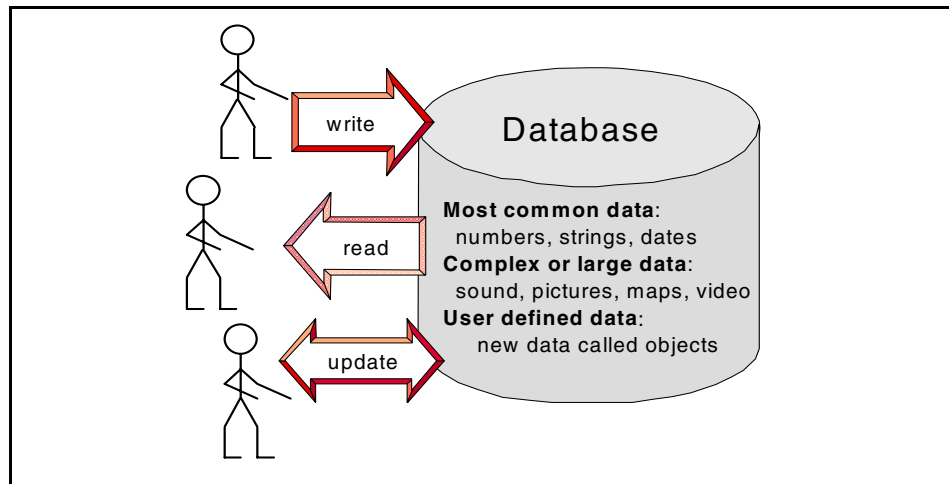 write
Database
read
Most common data:
numbers, strings, dates
Complex or large data:
sound, pictures, maps, video
User defined data:
new data called objects
update